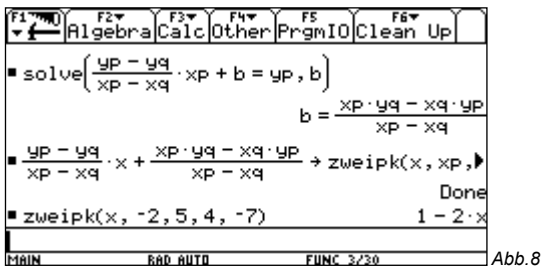 F1 F2 F3 F4 F5 F6
Algebra Calc Other PrgmIO Clean Up
▪ solve((yp − yq)/(xp − xq)·xp + b = yp, b)
b = (xp·yq − xq·yp)/(xp − xq)
▪ (yp − yq)/(xp − xq)·x + (xp·yq − xq·yp)/(xp − xq) → zweipk(x, xp,▶
Done
▪ zweipk(x, -2, 5, 4, -7) 1 − 2·x
MAIN RAD AUTO FUNC 3/30
Abb.8